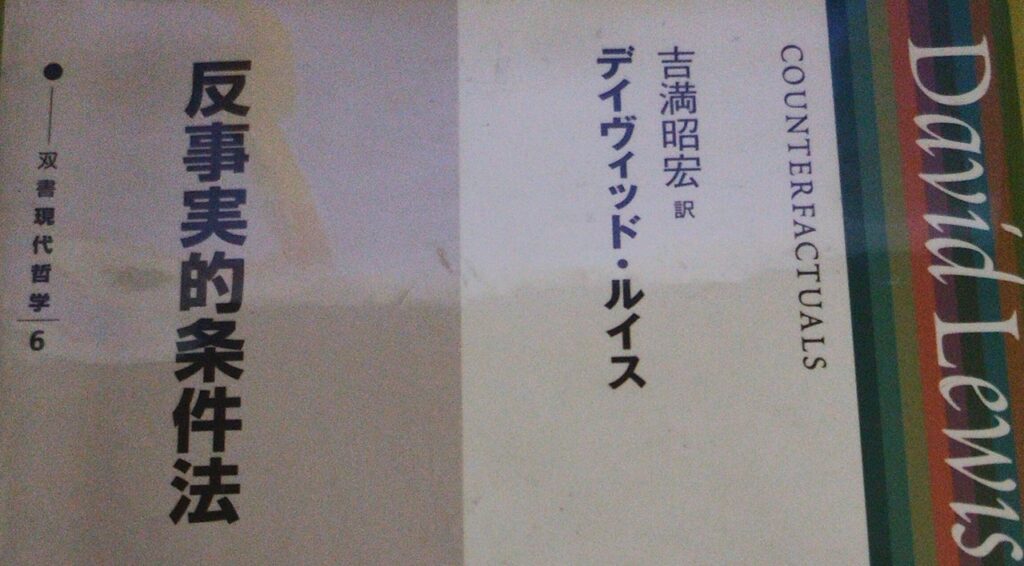 David Lewis
COUNTERFACTUALS
吉満昭宏 訳
デイヴィッド・ルイス
反事実的条件法
双書現代哲学6